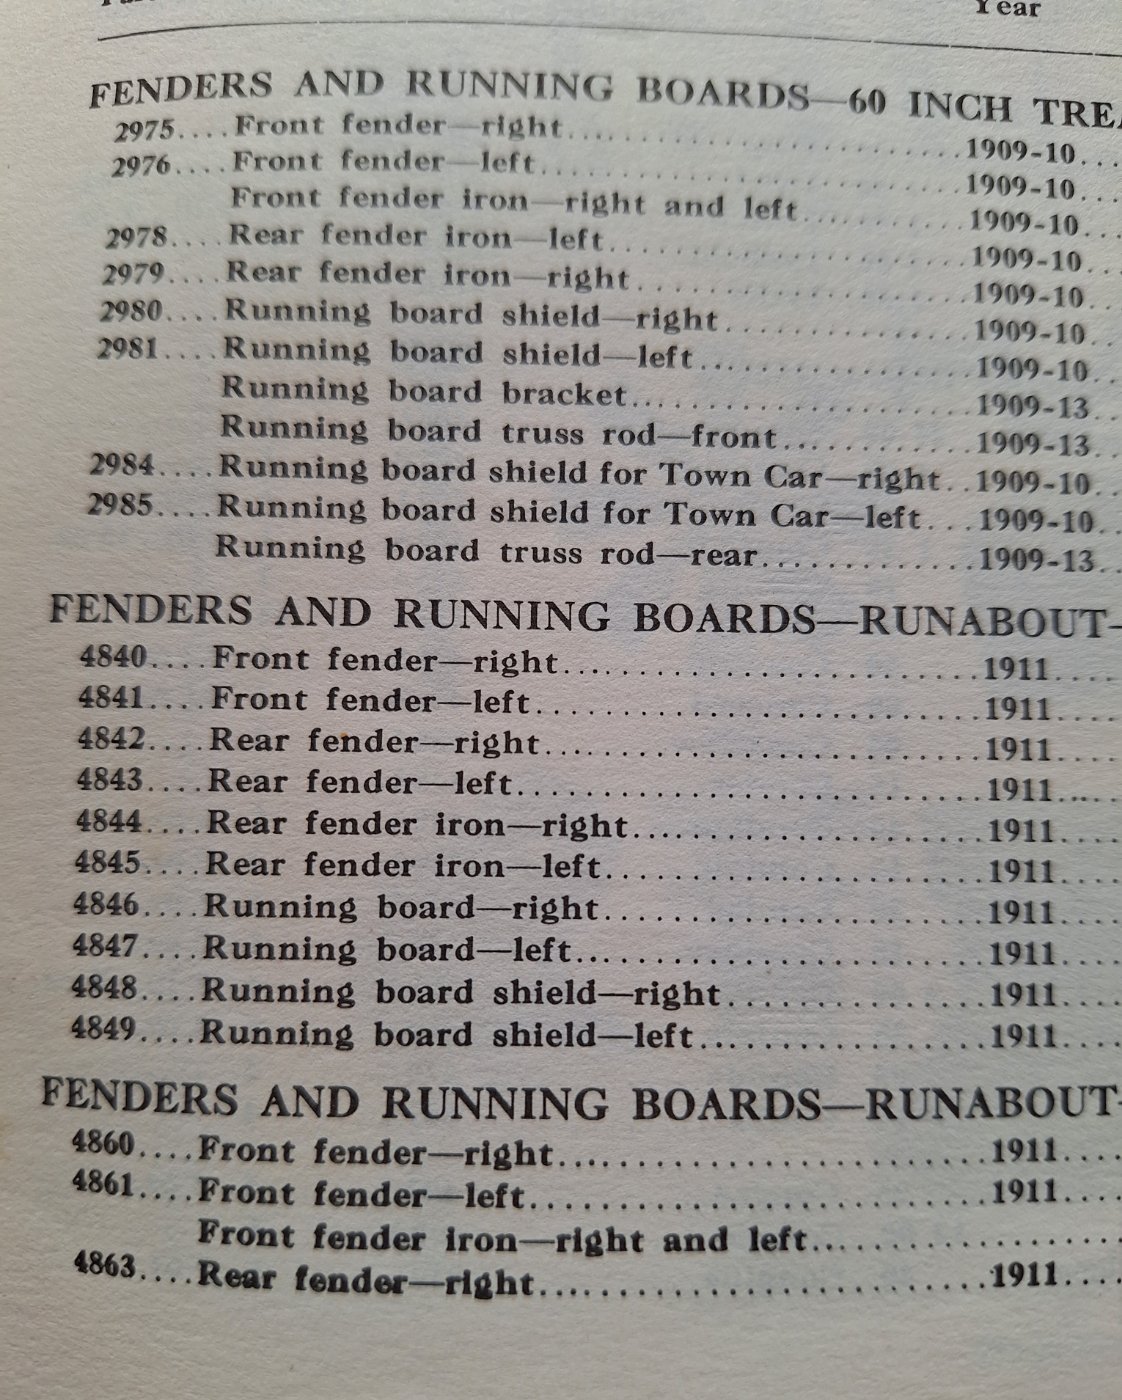 Year
FENDERS AND RUNNING BOARDS—60 INCH
2975....Front fender—right..............................1909-10...
2976....Front fender—left..............................1909-10...
Front fender iron—right and left..............1909-10...
2978....Rear fender iron—left..............................1909-10...
2979....Rear fender iron—right..............................1909-10..
2980....Running board shield—right....................1909-10..
2981....Running board shield—left......................1909-10..
Running board bracket..............................1909-13..
Running board truss rod—front..................1909-13..
2984....Running board shield for Town Car—right..1909-10..
2985....Running board shield for Town Car—left...1909-10..
Running board truss rod—rear..................1909-13..
FENDERS AND RUNNING BOARDS—RUNABOUT—
4840....Front fender—right..............................1911....
4841....Front fender—left..............................1911....
4842....Rear fender—right..............................1911....
4843....Rear fender—left..............................1911....
4844....Rear fender iron—right..........................1911....
4845....Rear fender iron—left............................1911....
4846....Running board—right............................1911....
4847....Running board—left..............................1911....
4848....Running board shield—right..................1911....
4849....Running board shield—left....................1911....
FENDERS AND RUNNING BOARDS—RUNABOUT—
4860....Front fender—right..............................1911....
4861....Front fender—left..............................1911....
Front fender iron—right and left....................
4863....Rear fender—right..............................1911....